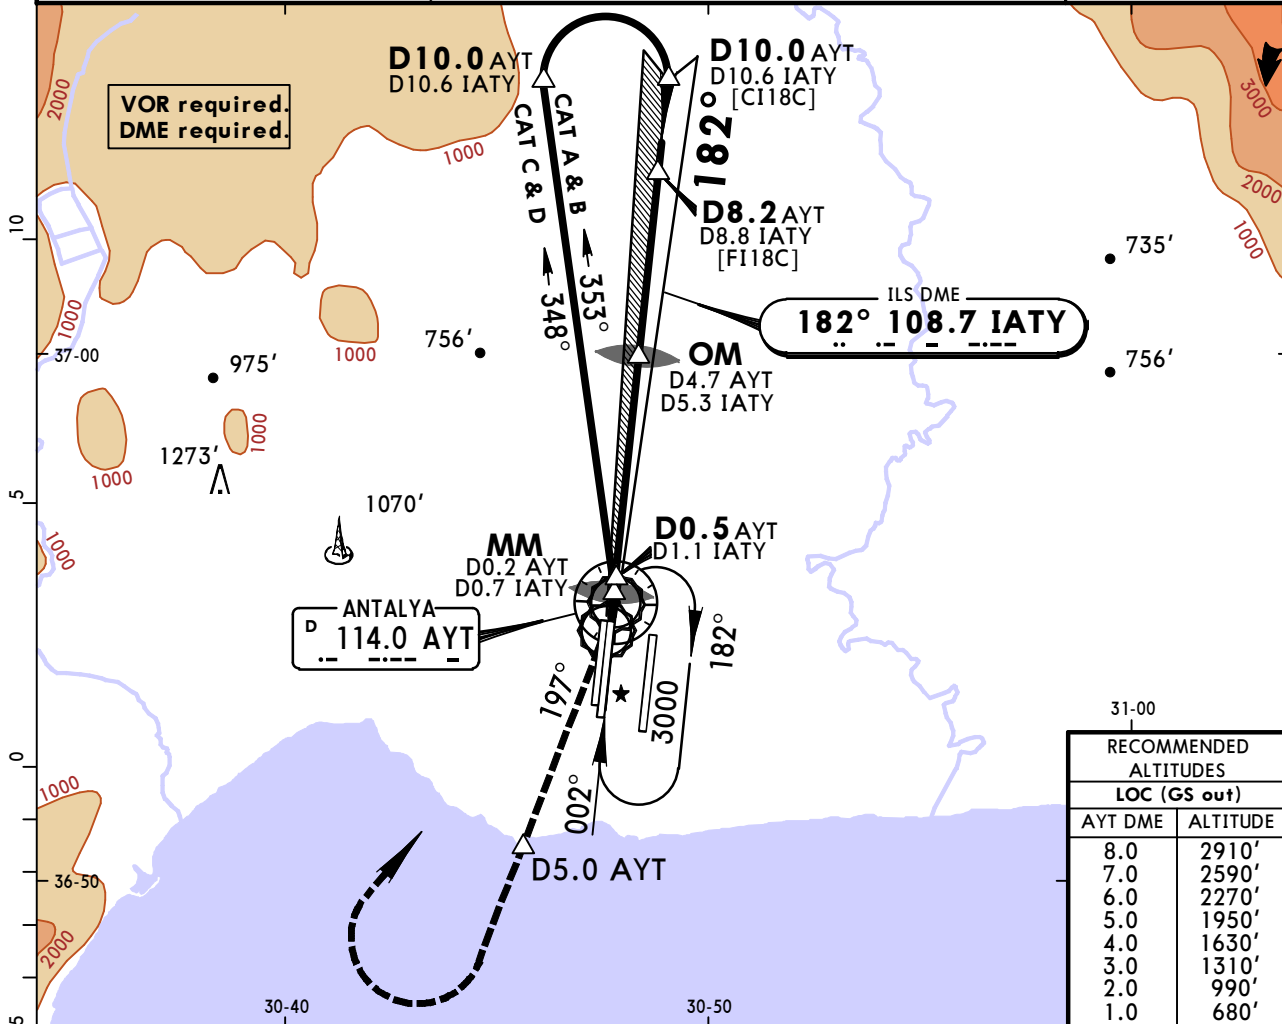 D10.0 AYT
D10.6 IATY
D10.0 AYT
D10.6 IATY
[CI18C]
VOR required.
DME required.
2000
1000
3000
2000
1000
CAT A & B
CAT C & D
182°
D8.2 AYT
D8.8 IATY
[FI18C]
353°
348°
10
735'
ILS DME
182° 108.7 IATY
1000
37-00
975'
1000
756'
OM
D4.7 AYT
D5.3 IATY
756'
1000
1000
1273'
5
1070'
1000
MM
D0.2 AYT
D0.7 IATY
D0.5 AYT
D1.1 IATY
ANTALYA
D 114.0 AYT
182°
197°
3000
002°
0
31-00
1000
D5.0 AYT
36-50
2000
30-40
30-50
5
RECOMMENDED
ALTITUDES
LOC (GS out)
AYT DME ALTITUDE
8.0 2910'
7.0 2590'
6.0 2270'
5.0 1950'
4.0 1630'
3.0 1310'
2.0 990'
1.0 680'